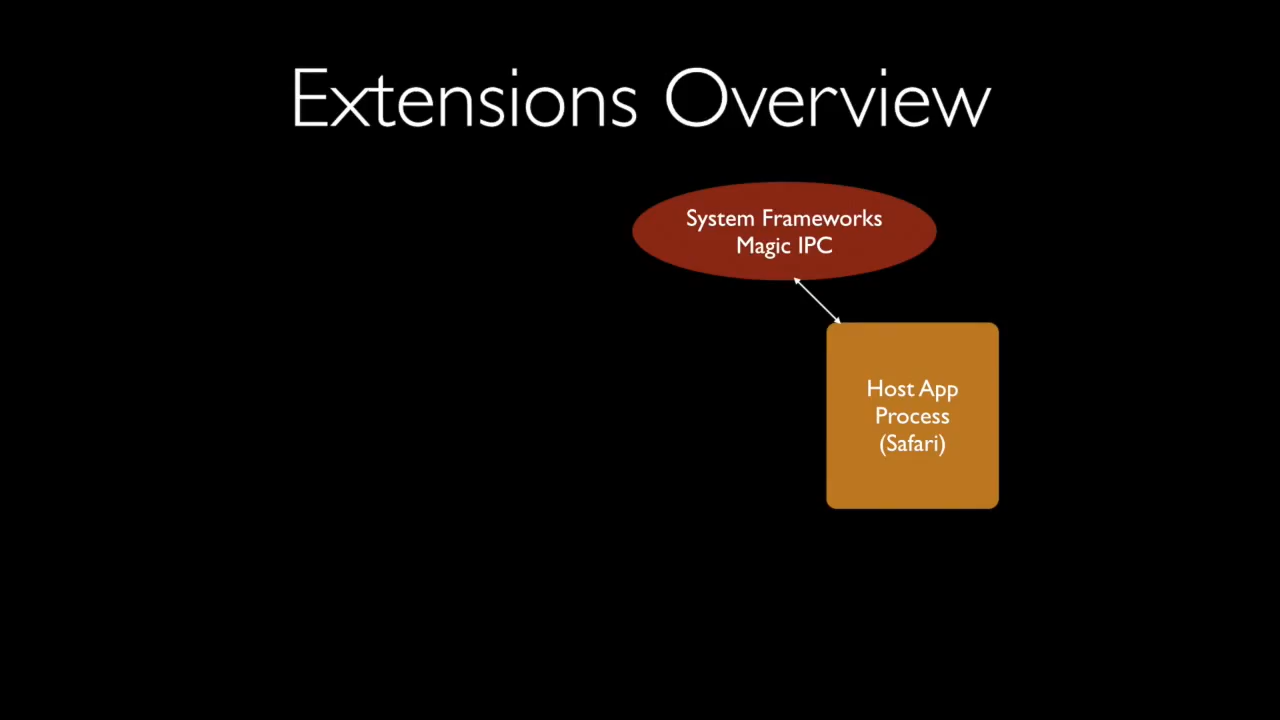 Extensions Overview
System Frameworks
Magic IPC
Host App
Process
(Safari)